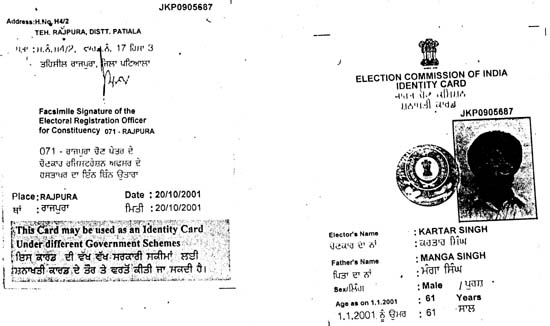 JKP0905687
Address:H.No. H4/2
TEH. RAJPURA, DISTT. PATIALA
H4/2, 17 ਮਿਤੀ 3
ਤਹਿਸੀਲ ਰਾਜਪੁਰਾ, ਜਿਲਾ ਪਟਿਆਲਾ
Facsimile Signature of the
Electoral Registration Officer
for Constituency 071 - RAJPURA
071 - ਰਾਜਪੁਰਾ ਚੋਣ ਖੇਤਰ ਦੇ
ਚੋਣਕਾਰ ਰਜਿਸਟਰੇਸ਼ਨ ਅਫਸਰ ਦੇ
ਹਸਤਾਖਰ ਦਾ ਇੰਨ ਬਿੰਨ ਉਤਾਰਾ
Place:RAJPURA Date : 20/10/2001
ਥਾਂ :ਰਾਜਪੁਰਾ ਮਿਤੀ :20/10/2001
This Card may be used as an Identity Card
Under different Government Schemes
ਇਸ ਕਾਰਡ ਦੀ ਵੱਖ ਵੱਖ ਸਰਕਾਰੀ ਸਕੀਮਾਂ ਲਈ
ਸ਼ਨਾਖਤੀ ਕਾਰਡ ਦੇ ਤੌਰ ਤੇ ਵਰਤੋਂ ਕੀਤੀ ਜਾ ਸਕਦੀ ਹੈ।
ELECTION COMMISSION OF INDIA
IDENTITY CARD
ਭਾਰਤ ਚੋਣ ਕਮਿਸ਼ਨ
ਸ਼ਨਾਖਤੀ ਕਾਰਡ
JKP0905687
Elector's Name : KARTAR SINGH
ਚੋਣਕਾਰ ਦਾ ਨਾਂ : ਕਰਤਾਰ ਸਿੰਘ
Father's Name : MANGA SINGH
ਪਿਤਾ ਦਾ ਨਾਂ : ਮੰਗਾ ਸਿੰਘ
Sex/ਲਿੰਗ : Male / ਪੁਰਸ਼
Age as on 1.1.2001 : 61 Years
1.1.2001 ਨੂੰ ਉਮਰ : 61 ਸਾਲ